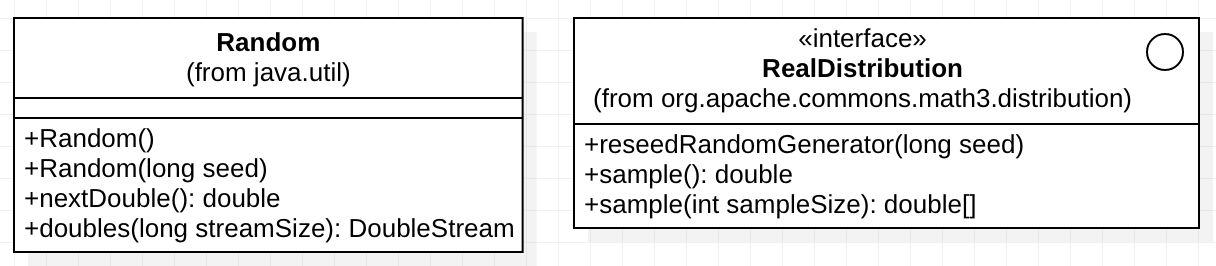 Random
(from java.util)
+Random()
+Random(long seed)
+nextDouble(): double
+doubles(long streamSize): DoubleStream
«interface»
RealDistribution
(from org.apache.commons.math3.distribution)
+reseedRandomGenerator(long seed)
+sample(): double
+sample(int sampleSize): double[]